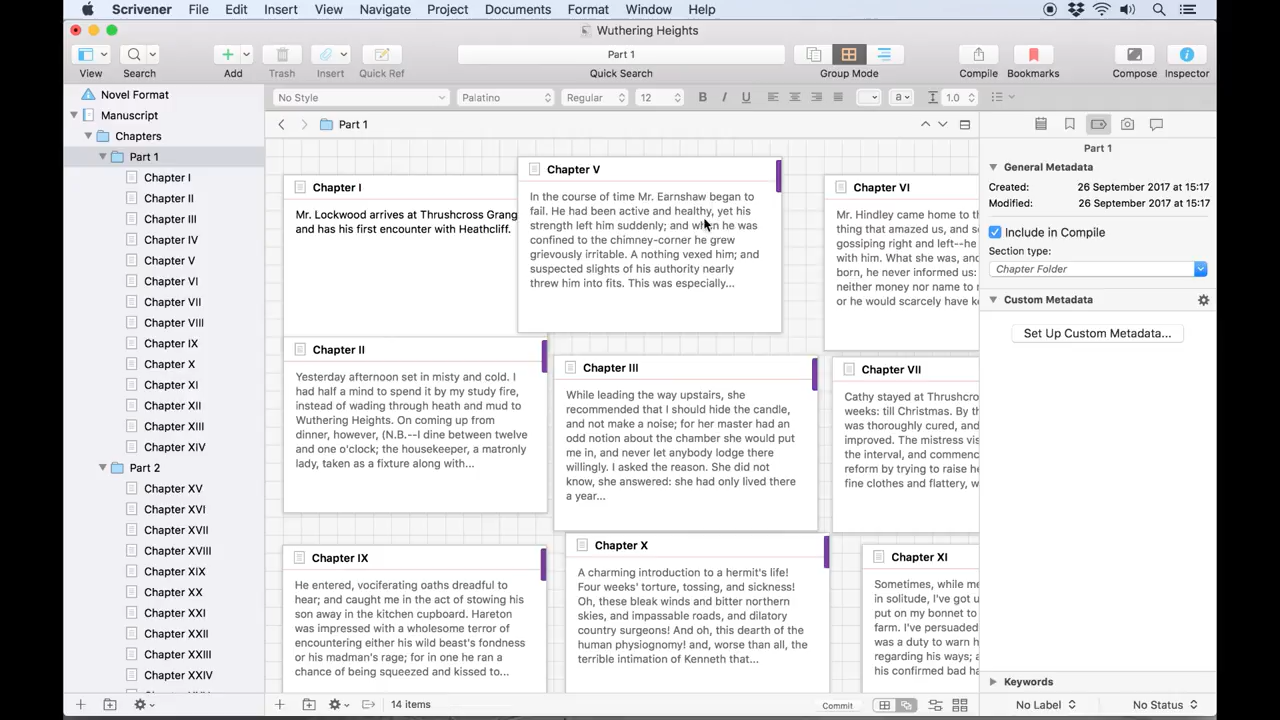 Scrivener File Edit Insert View Navigate Project Documents Format Window Help
Wuthering Heights
Part 1
View Search Add Trash Insert Quick Ref Quick Search Group Mode Compile Bookmarks Compose Inspector
No Style Palatino Regular 12 B I U a 1.0
Novel Format
Manuscript
Chapters
Part 1
Chapter I
Chapter II
Chapter III
Chapter IV
Chapter V
Chapter VI
Chapter VII
Chapter VIII
Chapter IX
Chapter X
Chapter XI
Chapter XII
Chapter XIII
Chapter XIV
Part 2
Chapter XV
Chapter XVI
Chapter XVII
Chapter XVIII
Chapter XIX
Chapter XX
Chapter XXI
Chapter XXII
Chapter XXIII
Chapter XXIV
Part 1
Chapter I
Mr. Lockwood arrives at Thrushcross Grang
and has his first encounter with Heathcliff.
Chapter V
In the course of time Mr. Earnshaw began to
fail. He had been active and healthy, yet his
strength left him suddenly; and when he was
confined to the chimney-corner he grew
grievously irritable. A nothing vexed him; and
suspected slights of his authority nearly
threw him into fits. This was especially...
Chapter VI
Mr. Hindley came home to th
thing that amazed us, and s
gossiping right and left--he
with him. What she was, and
born, he never informed us:
neither money nor name to
or he would scarcely have k
Chapter II
Yesterday afternoon set in misty and cold. I
had half a mind to spend it by my study fire,
instead of wading through heath and mud to
Wuthering Heights. On coming up from
dinner, however, (N.B.--I dine between twelve
and one o'clock; the housekeeper, a matronly
lady, taken as a fixture along with...
Chapter III
While leading the way upstairs, she
recommended that I should hide the candle,
and not make a noise; for her master had an
odd notion about the chamber she would put
me in, and never let anybody lodge there
willingly. I asked the reason. She did not
know, she answered: she had only lived there
a year...
Chapter VII
Cathy stayed at Thrushcro
weeks: till Christmas. By th
was thoroughly cured, and
improved. The mistress vis
the interval, and commenc
reform by trying to raise he
fine clothes and flattery, w
Chapter IX
He entered, vociferating oaths dreadful to
hear; and caught me in the act of stowing his
son away in the kitchen cupboard. Hareton
was impressed with a wholesome terror of
encountering either his wild beast's fondness
or his madman's rage; for in one he ran a
chance of being squeezed and kissed to...
Chapter X
A charming introduction to a hermit's life!
Four weeks' torture, tossing, and sickness!
Oh, these bleak winds and bitter northern
skies, and impassable roads, and dilatory
country surgeons! And oh, this dearth of the
human physiognomy! and, worse than all, the
terrible intimation of Kenneth that...
Chapter XI
Sometimes, while me
in solitude, I've got u
put on my bonnet to
farm. I've persuaded
was a duty to warn h
regarding his ways; a
his confirmed bad ha
14 items Commit
Part 1
General Metadata
Created: 26 September 2017 at 15:17
Modified: 26 September 2017 at 15:17
Include in Compile
Section type:
Chapter Folder
Custom Metadata
Set Up Custom Metadata...
Keywords
No Label No Status